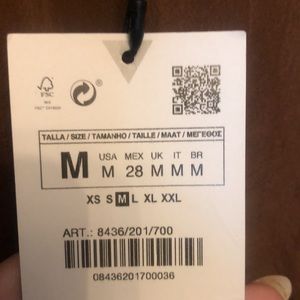 FSC
TALLA / SIZE / TAMANHO / TAILLE / MAAT / ΜΕΓΕΘΟΣ
USA MEX UK IT BR
M M 28 M M M
XS S M L XL XXL
ART.: 8436/201/700
08436201700036